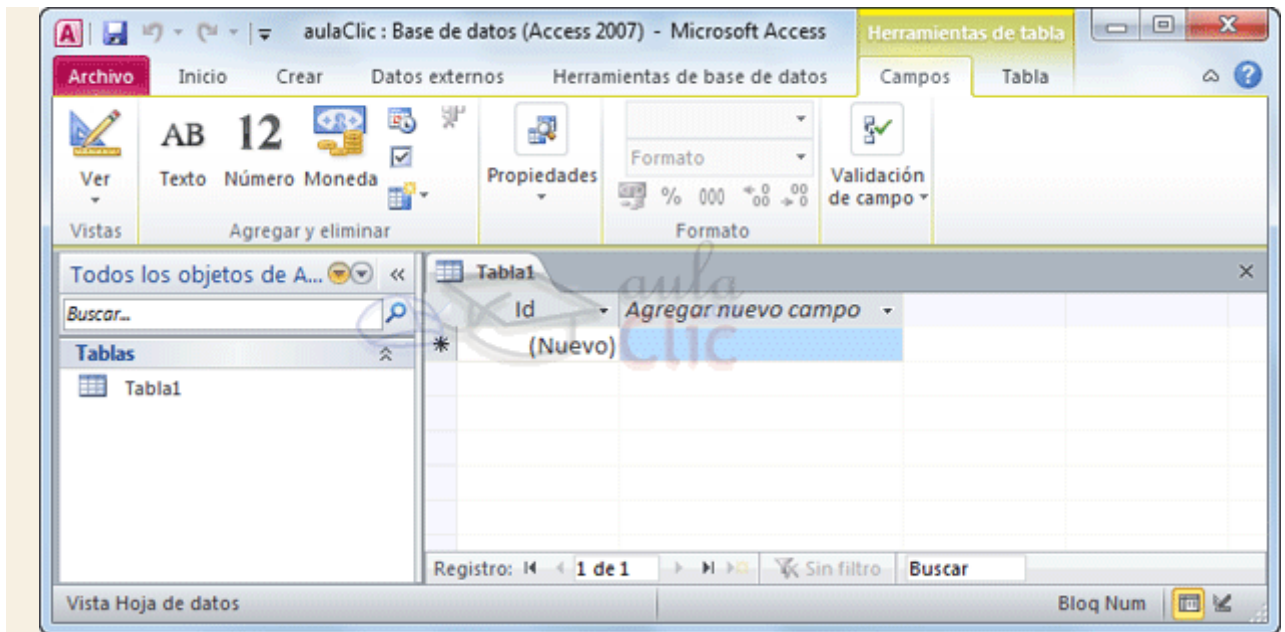 aulaClic : Base de datos (Access 2007) - Microsoft Access
Herramientas de tabla
Archivo Inicio Crear Datos externos Herramientas de base de datos Campos Tabla
AB 12
Ver Texto Número Moneda Propiedades Formato Validación de campo
% 000
Vistas Agregar y eliminar Formato
Todos los objetos de A...
Buscar...
Tablas
Tabla1
Tabla1
Id Agregar nuevo campo
(Nuevo)
aula
Clic
Registro: 1 de 1 Sin filtro Buscar
Vista Hoja de datos Bloq Num